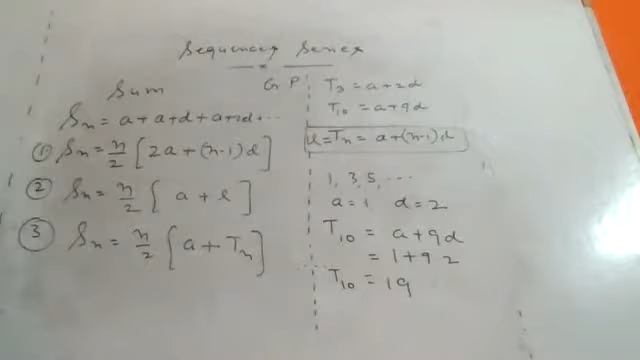 Sequences Series
Sum
Sn = a + a+d + a+2d...
① Sn = n/2 [2a + (n-1)d]
② Sn = n/2 [a + l]
③ Sn = n/2 [a + Tn]
G P
T3 = a + 2d
T10 = a + 9d
l = Tn = a + (n-1)d
1, 3, 5, ...
a = 1 d = 2
T10 = a + 9d
= 1 + 9 2
T10 = 19